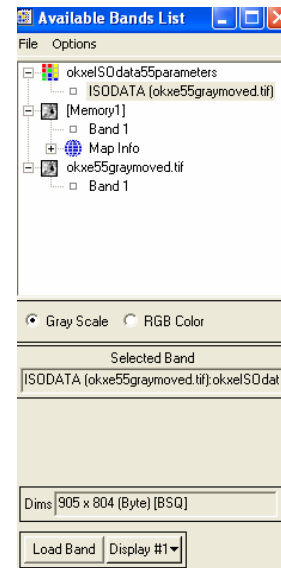 Available Bands List
File Options
okxeISOdata55parameters
ISODATA (okxe55graymoved.tif)
[Memory1]
Band 1
Map Info
okxe55graymoved.tif
Band 1
Gray Scale RGB Color
Selected Band
ISODATA (okxe55graymoved.tif):okxeISOdat
Dims 905 x 804 (Byte) [BSQ]
Load Band Display #1